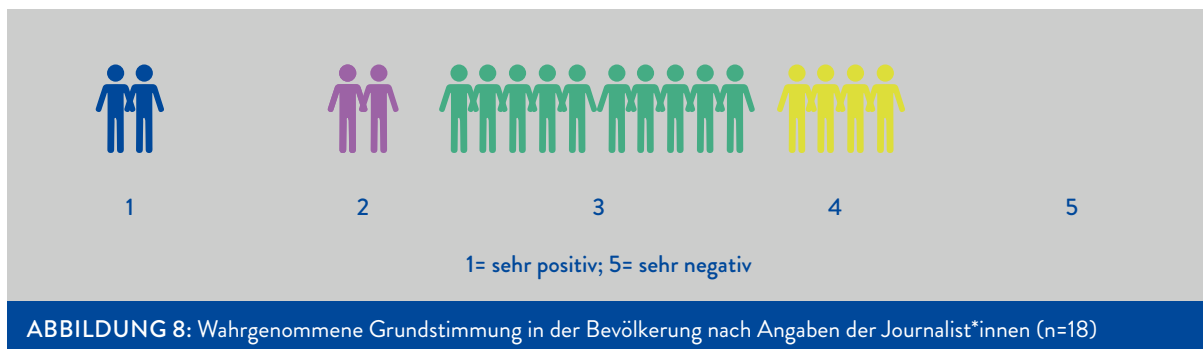 1 2 3 4 5
1= sehr positiv; 5= sehr negativ
ABBILDUNG 8: Wahrgenommene Grundstimmung in der Bevölkerung nach Angaben der Journalist*innen (n=18)